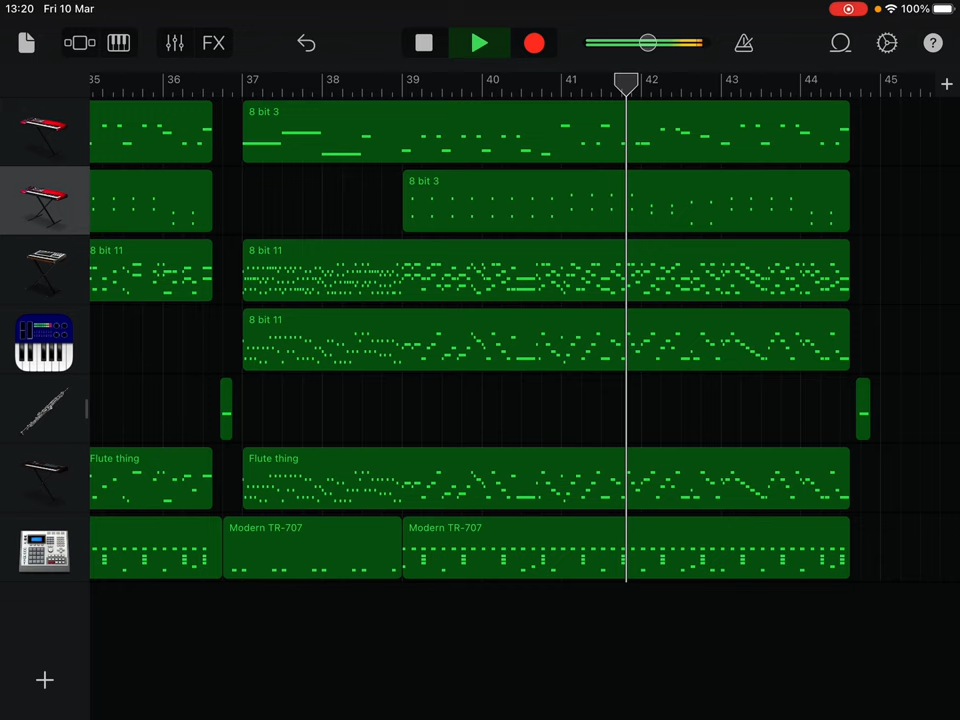 13:20 Fri 10 Mar 100%
FX ?
35 36 37 38 39 40 41 42 43 44 45 +
8 bit 3
8 bit 3
8 bit 11 8 bit 11
8 bit 11
Flute thing Flute thing
Modern TR-707 Modern TR-707
+